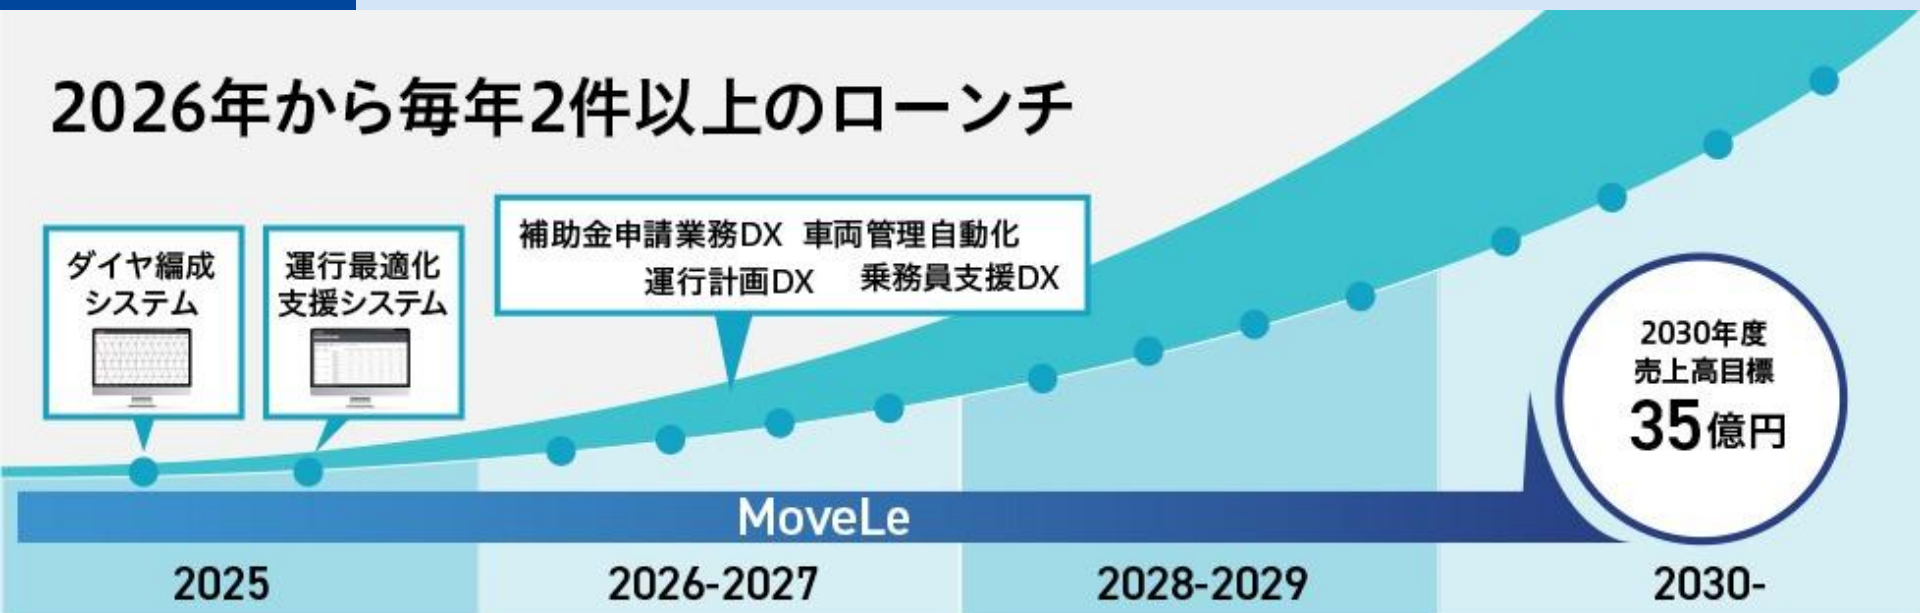 2026年から毎年2件以上のローンチ
ダイヤ編成
システム
運行最適化
支援システム
補助金申請業務DX 車両管理自動化
運行計画DX 乗務員支援DX
2030年度
売上高目標
35億円
MoveLe
2025
2026-2027
2028-2029
2030-